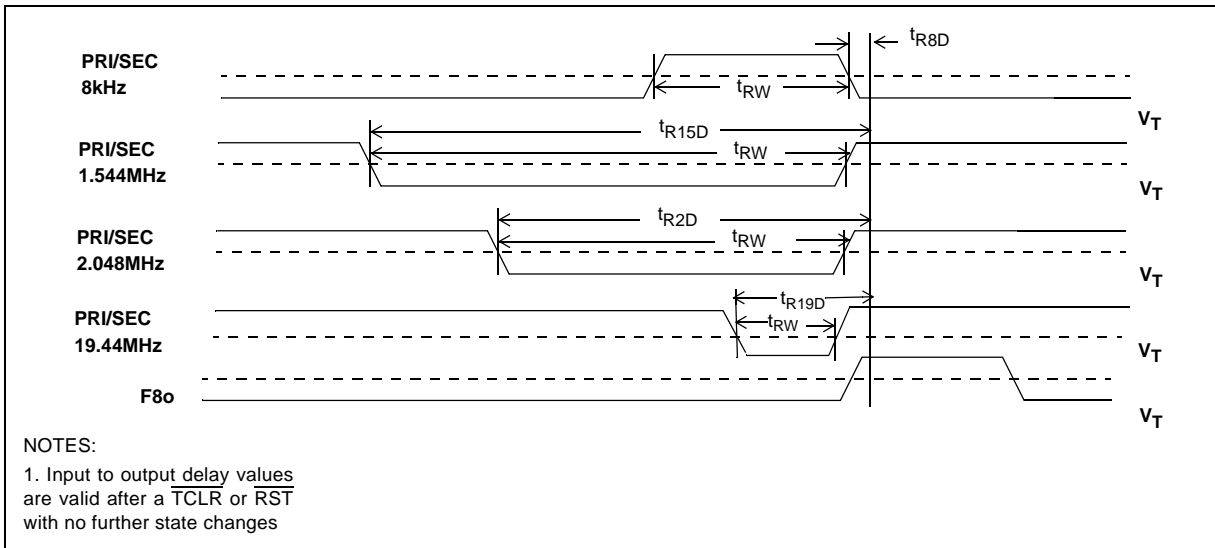 tR8D
PRI/SEC
8kHz
tRW
VT
tR15D
PRI/SEC
1.544MHz
tRW
VT
tR2D
PRI/SEC
2.048MHz
tRW
VT
tR19D
PRI/SEC
19.44MHz
tRW
VT
F8o
VT
NOTES:
1. Input to output delay values
are valid after a TCLR or RST
with no further state changes